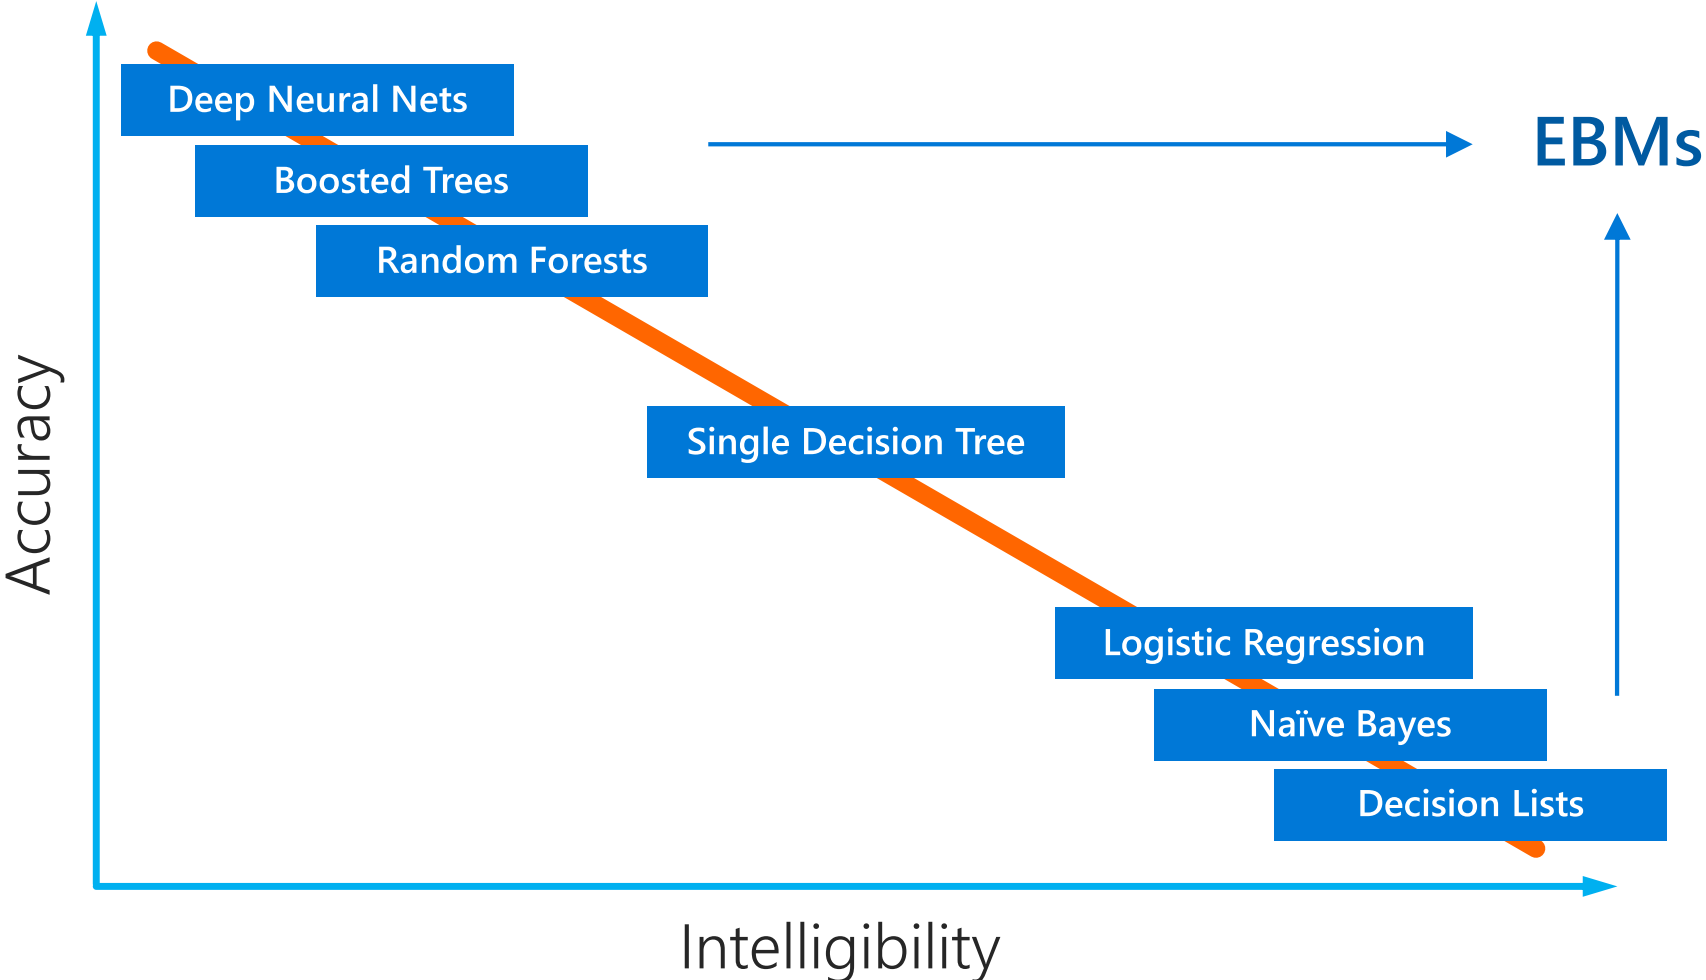 Deep Neural Nets
Boosted Trees
EBMs
Random Forests
Accuracy
Single Decision Tree
Logistic Regression
Naïve Bayes
Decision Lists
Intelligibility